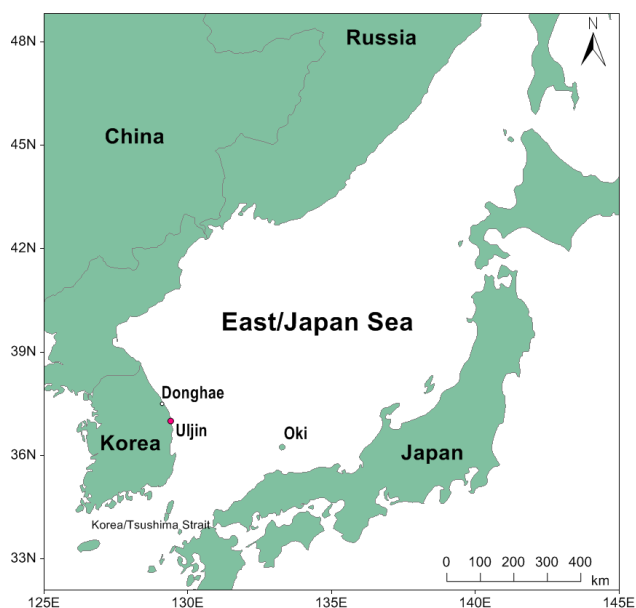 48N
Russia
N
China
45N
42N
East/Japan Sea
39N
Donghae
Uljin
Oki
Korea
Japan
36N
Korea/Tsushima Strait
33N
0 100 200 300 400
km
125E 130E 135E 140E 145E